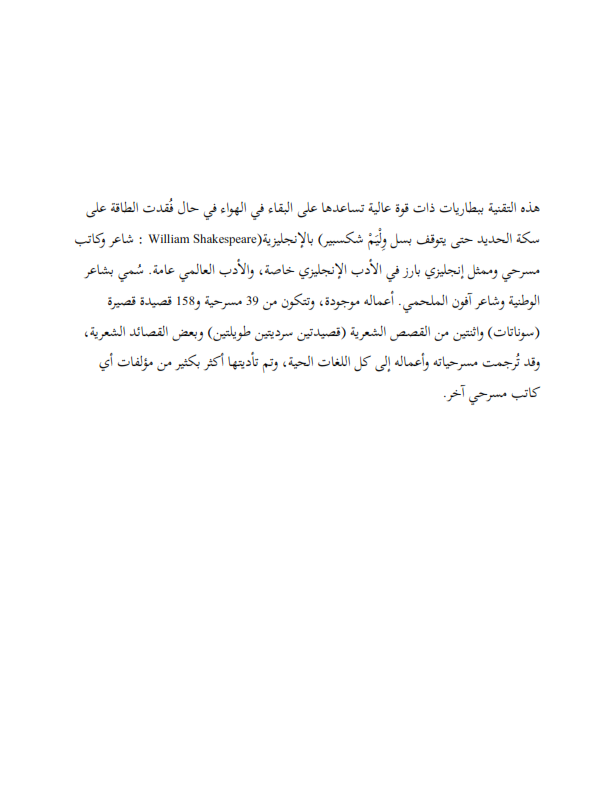 هذه التقنية ببطاريات ذات قوة عالية تساعدها على البقاء في الهواء في حال فُقدت الطاقة على
سكة الحديد حتى يتوقف بسل وِلْيَمْ شكسبير) بالإنجليزية(William Shakespeare : شاعر وكاتب
مسرحي وممثل إنجليزي بارز في الأدب الإنجليزي خاصة، والأدب العالمي عامة. سُمي بشاعر
الوطنية وشاعر آفون الملحمي. أعماله موجودة، وتتكون من 39 مسرحية و158 قصيدة قصيرة
(سوناتات) واثنتين من القصص الشعرية (قصيدتين سرديتين طويلتين) وبعض القصائد الشعرية،
وقد تُرجمت مسرحياته وأعماله إلى كل اللغات الحية، وتم تأديتها أكثر بكثير من مؤلفات أي
كاتب مسرحي آخر.